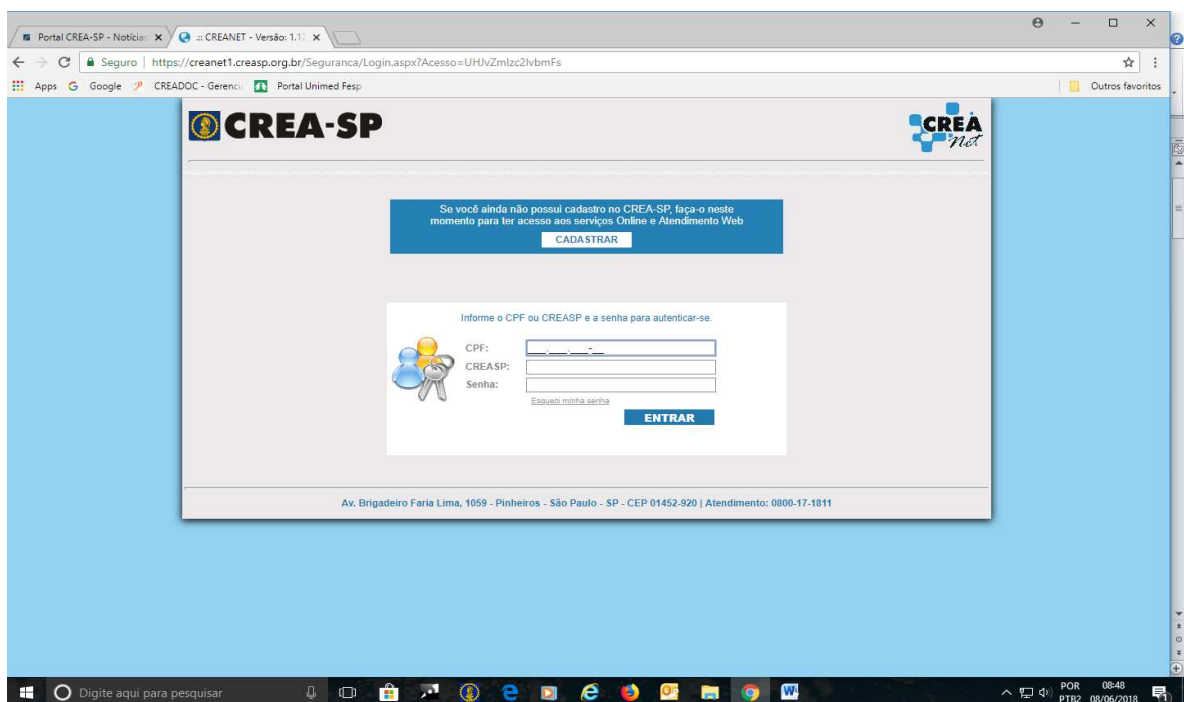 Portal CREA-SP - Notícias
.:: CREANET - Versão: 1.1
Seguro | https://creanet1.creasp.org.br/Seguranca/Login.aspx?Acesso=UHJvZmlzc2lvbmFs
Apps Google CREADOC - Gerenci Portal Unimed Fesp Outros favoritos
CREA-SP
CREA
Net
Se você ainda não possui cadastro no CREA-SP, faça-o neste
momento para ter acesso aos serviços Online e Atendimento Web
CADASTRAR
Informe o CPF ou CREASP e a senha para autenticar-se.
CPF: ___.___.___-__
CREASP:
Senha:
Esqueci minha senha
ENTRAR
Av. Brigadeiro Faria Lima, 1059 - Pinheiros - São Paulo - SP - CEP 01452-920 | Atendimento: 0800-17-1811
Digite aqui para pesquisar
POR 08:48
PTB2 08/06/2018